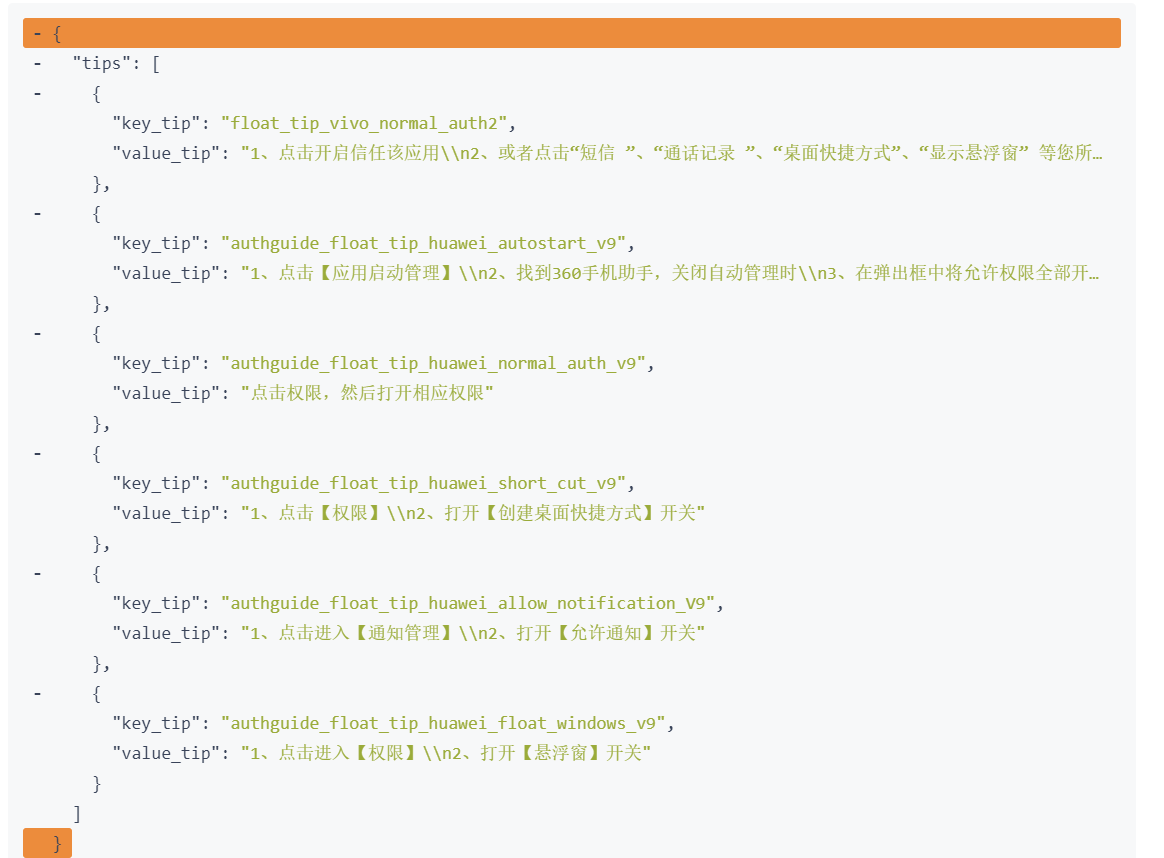 - {
-   "tips": [
-     {
        "key_tip": "float_tip_vivo_normal_auth2",
        "value_tip": "1、点击开启信任该应用\\n2、或者点击“短信 ”、“通话记录 ”、“桌面快捷方式”、“显示悬浮窗” 等您所…
      },
-     {
        "key_tip": "authguide_float_tip_huawei_autostart_v9",
        "value_tip": "1、点击【应用启动管理】\\n2、找到360手机助手，关闭自动管理时\\n3、在弹出框中将允许权限全部开…
      },
-     {
        "key_tip": "authguide_float_tip_huawei_normal_auth_v9",
        "value_tip": "点击权限，然后打开相应权限"
      },
-     {
        "key_tip": "authguide_float_tip_huawei_short_cut_v9",
        "value_tip": "1、点击【权限】\\n2、打开【创建桌面快捷方式】开关"
      },
-     {
        "key_tip": "authguide_float_tip_huawei_allow_notification_V9",
        "value_tip": "1、点击进入【通知管理】\\n2、打开【允许通知】开关"
      },
-     {
        "key_tip": "authguide_float_tip_huawei_float_windows_v9",
        "value_tip": "1、点击进入【权限】\\n2、打开【悬浮窗】开关"
      }
    ]
  }